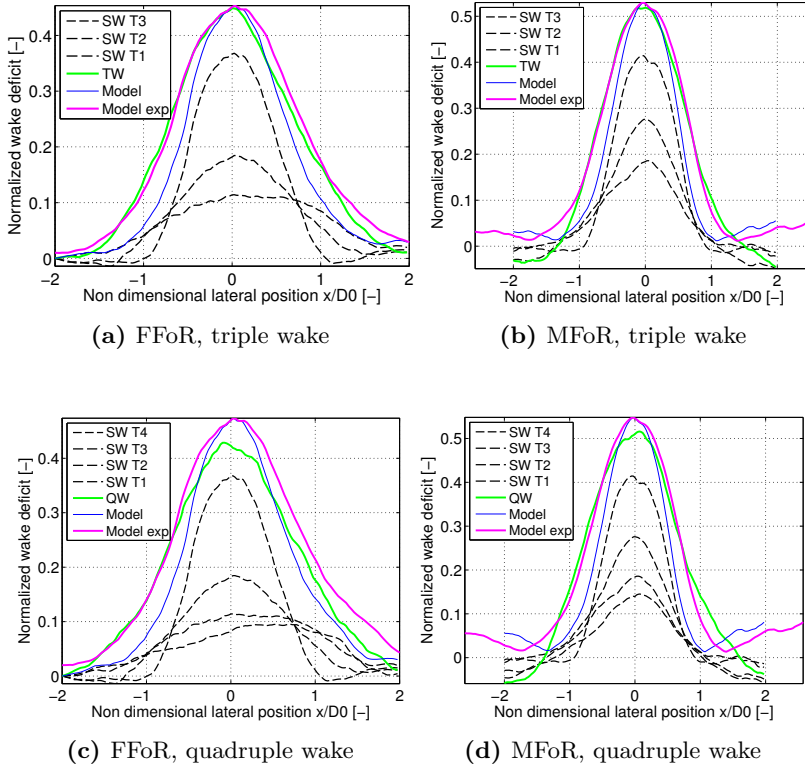 SW T3
SW T2
SW T1
TW
Model
Model exp
Normalized wake deficit [−]
0.4
0.3
0.2
0.1
0
−2 −1 0 1 2
Non dimensional lateral position x/D0 [−]
(a) FFoR, triple wake
SW T3
SW T2
SW T1
TW
Model
Model exp
Normalized wake deficit [−]
0.5
0.4
0.3
0.2
0.1
0
−2 −1 0 1 2
Non dimensional lateral position x/D0 [−]
(b) MFoR, triple wake
SW T4
SW T3
SW T2
SW T1
QW
Model
Model exp
Normalized wake deficit [−]
0.4
0.3
0.2
0.1
0
−2 −1 0 1 2
Non dimensional lateral position x/D0 [−]
(c) FFoR, quadruple wake
SW T4
SW T3
SW T2
SW T1
QW
Model
Model exp
Normalized wake deficit [−]
0.5
0.4
0.3
0.2
0.1
0
−2 −1 0 1 2
Non dimensional lateral position x/D0 [−]
(d) MFoR, quadruple wake